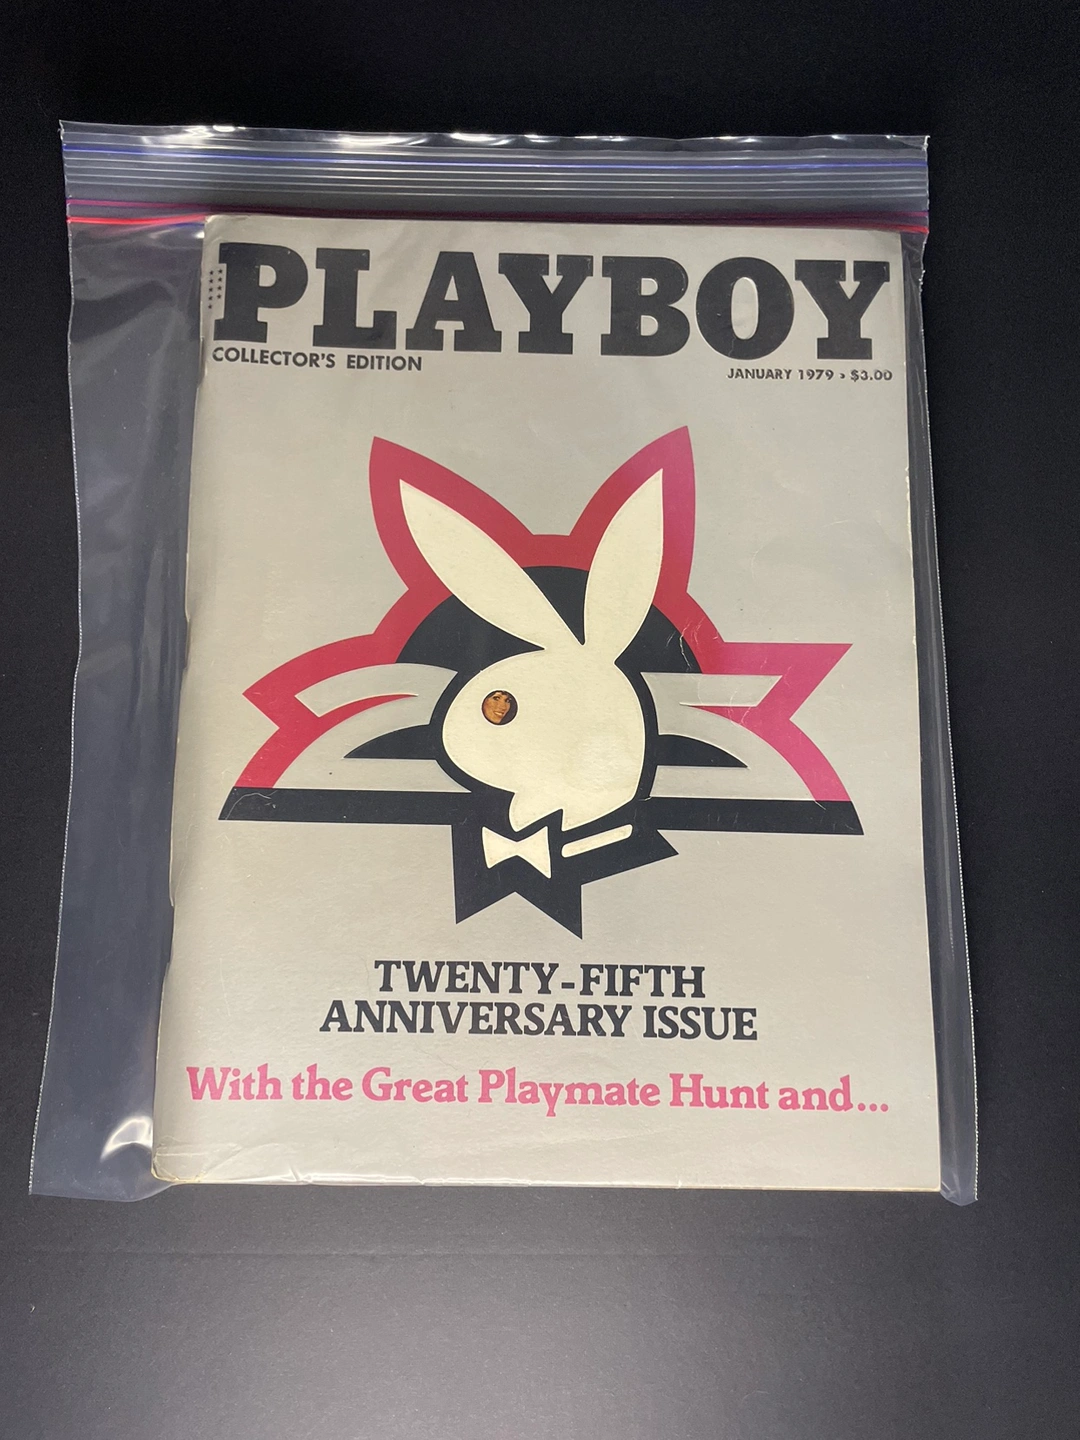 PLAYBOY
COLLECTOR'S EDITION
JANUARY 1979 • $3.00
TWENTY-FIFTH
ANNIVERSARY ISSUE
With the Great Playmate Hunt and...